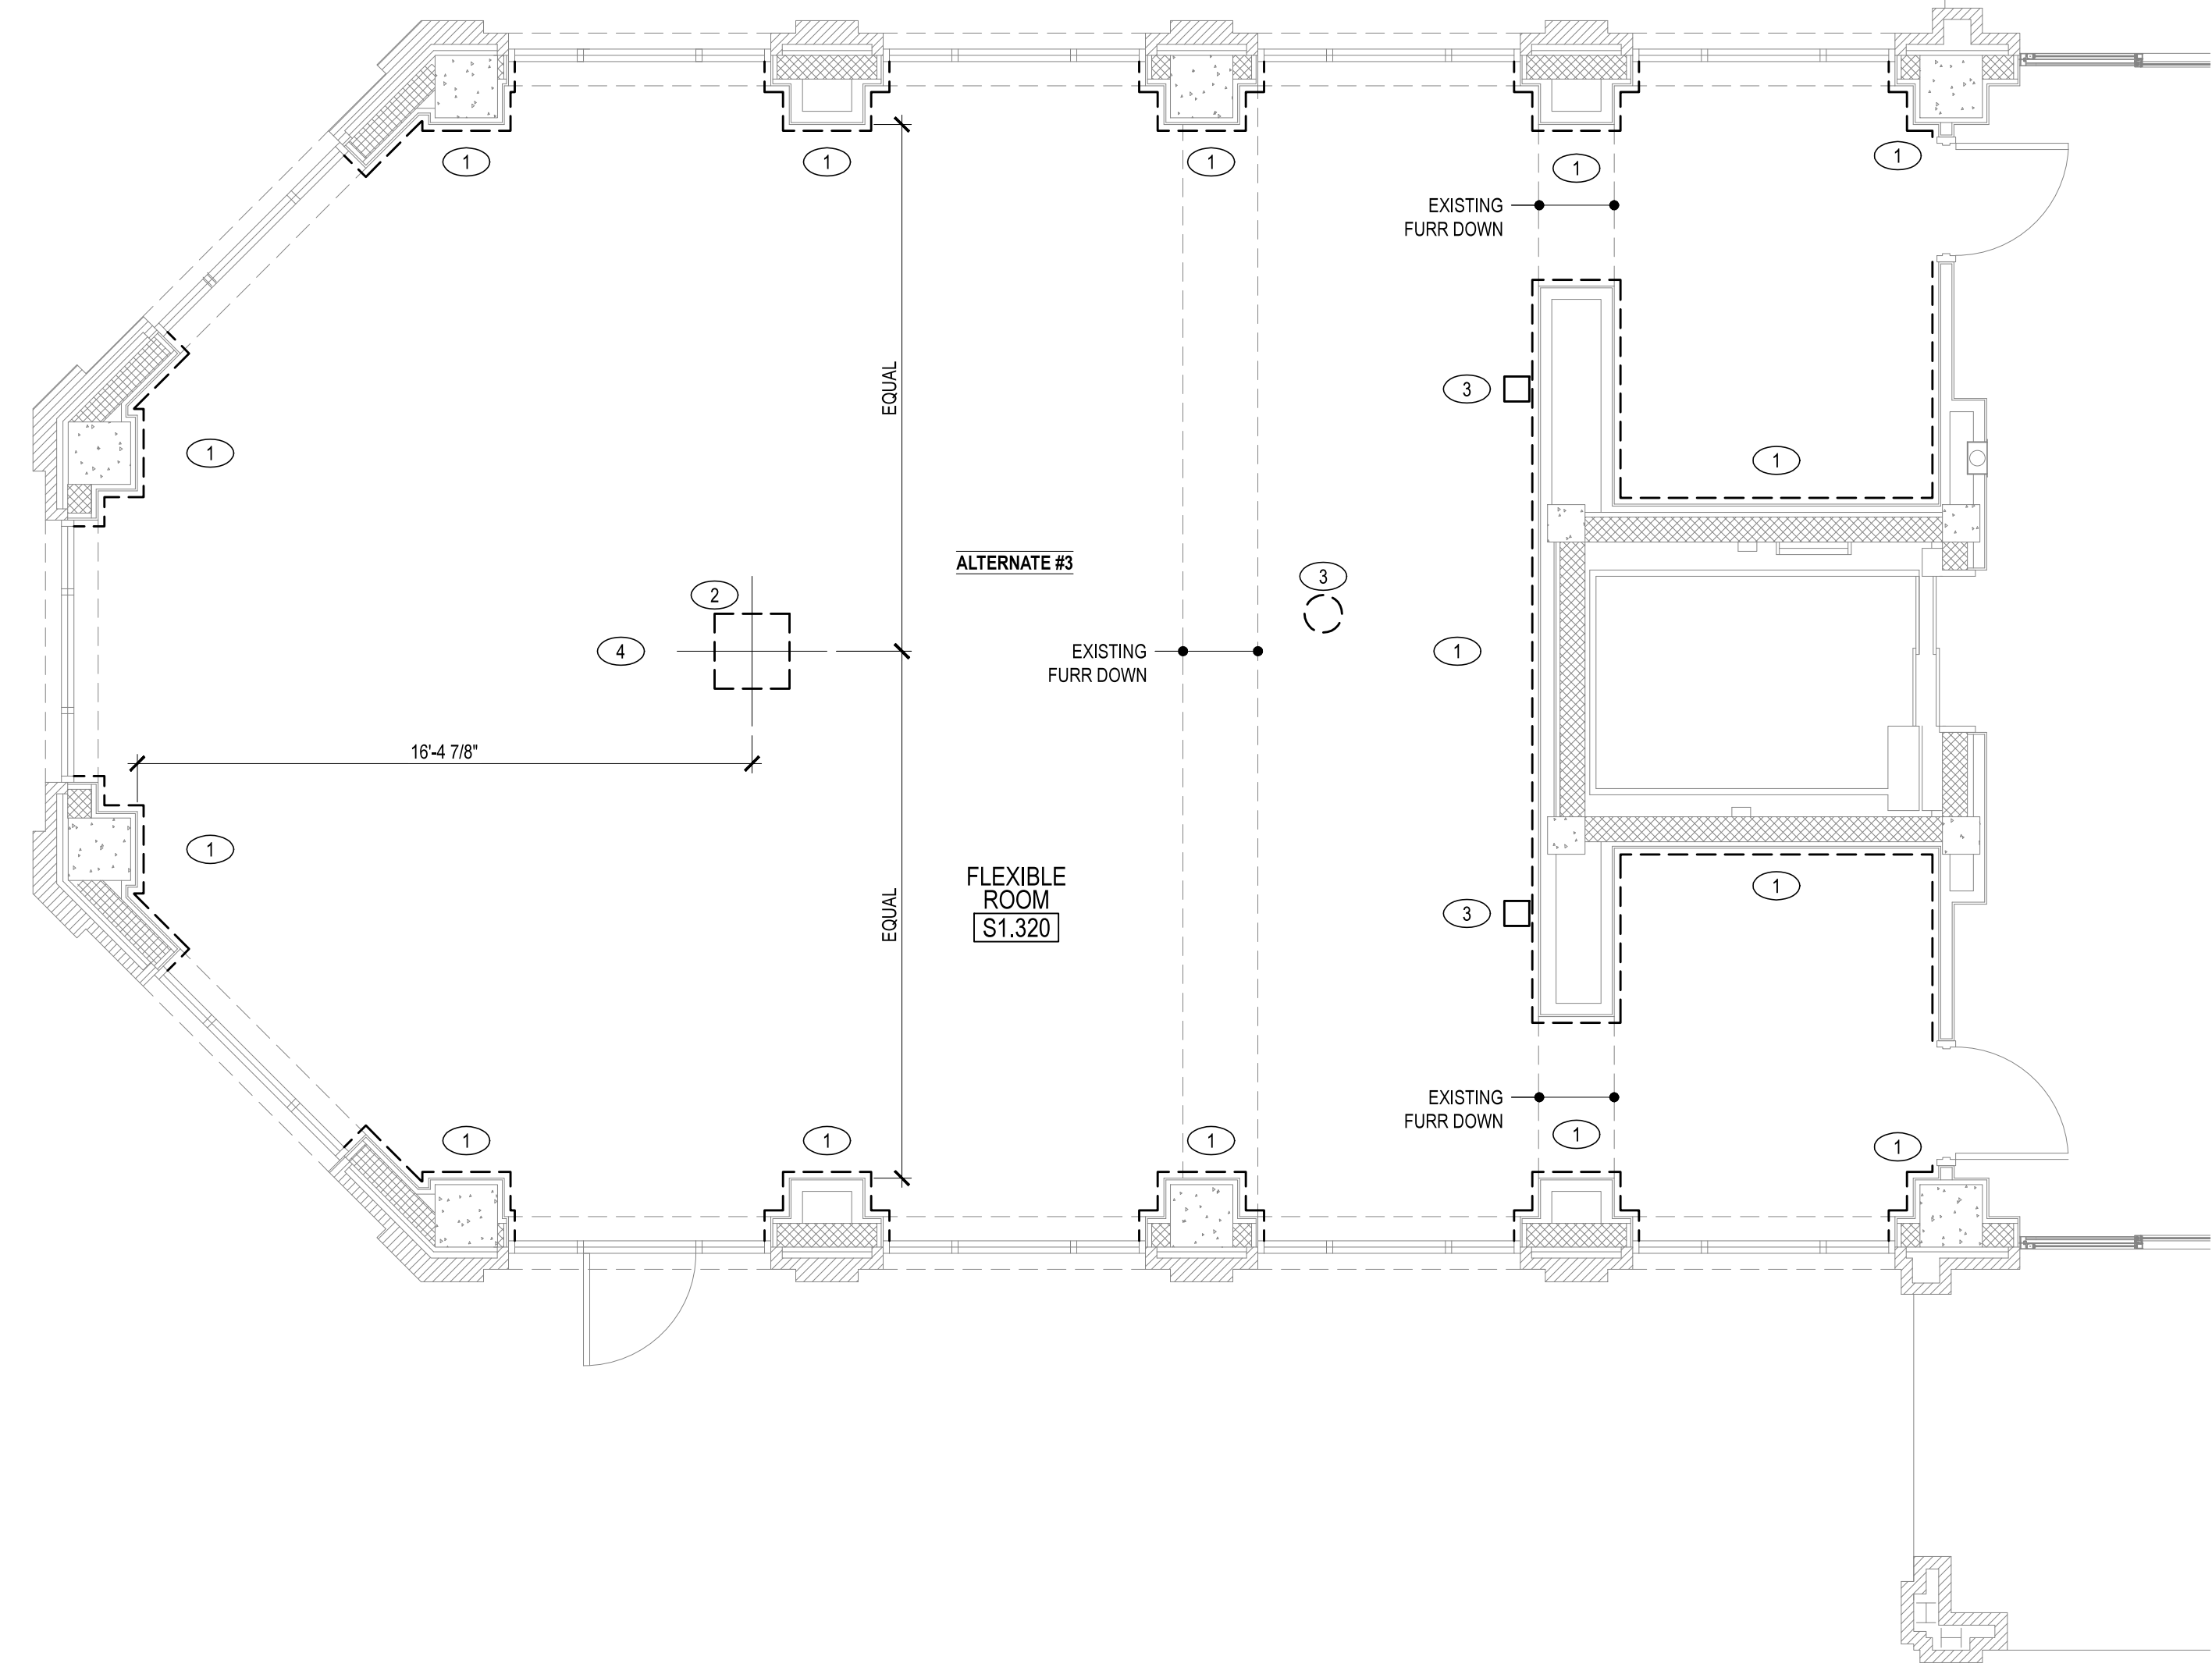 1
1
1
1
1
EXISTING
FURR DOWN
EQUAL
3
1
1
ALTERNATE #3
3
2
4
EXISTING
FURR DOWN
1
16'-4 7/8"
1
FLEXIBLE
ROOM
S1.320
EQUAL
3
1
EXISTING
FURR DOWN
1
1
1
1
1